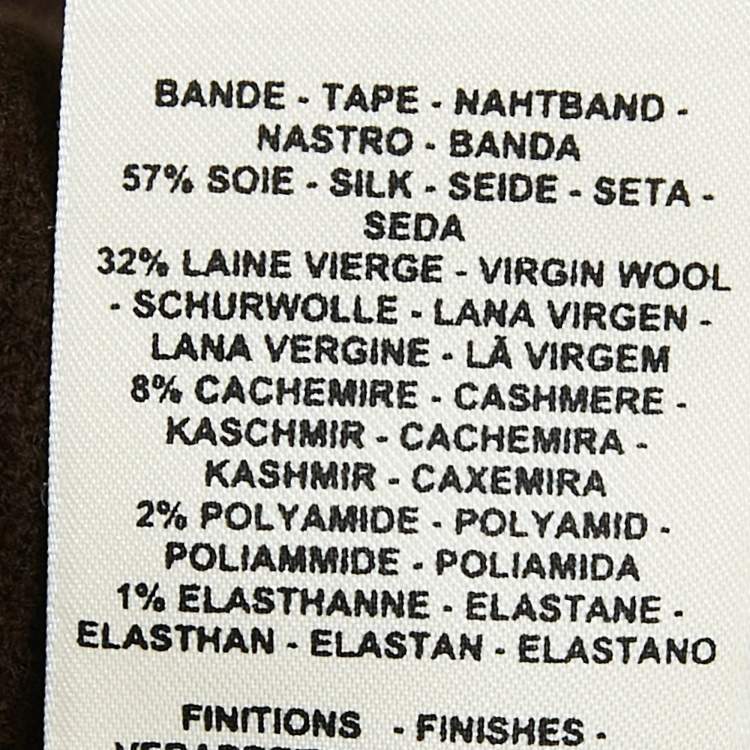 BANDE - TAPE - NAHTBAND -
NASTRO - BANDA
57% SOIE - SILK - SEIDE - SETA -
SEDA
32% LAINE VIERGE - VIRGIN WOOL
- SCHURWOLLE - LANA VIRGEN -
LANA VERGINE - LÃ VIRGEM
8% CACHEMIRE - CASHMERE -
KASCHMIR - CACHEMIRA -
KASHMIR - CAXEMIRA
2% POLYAMIDE - POLYAMID -
POLIAMMIDE - POLIAMIDA
1% ELASTHANNE - ELASTANE -
ELASTHAN - ELASTAN - ELASTANO
FINITIONS - FINISHES -